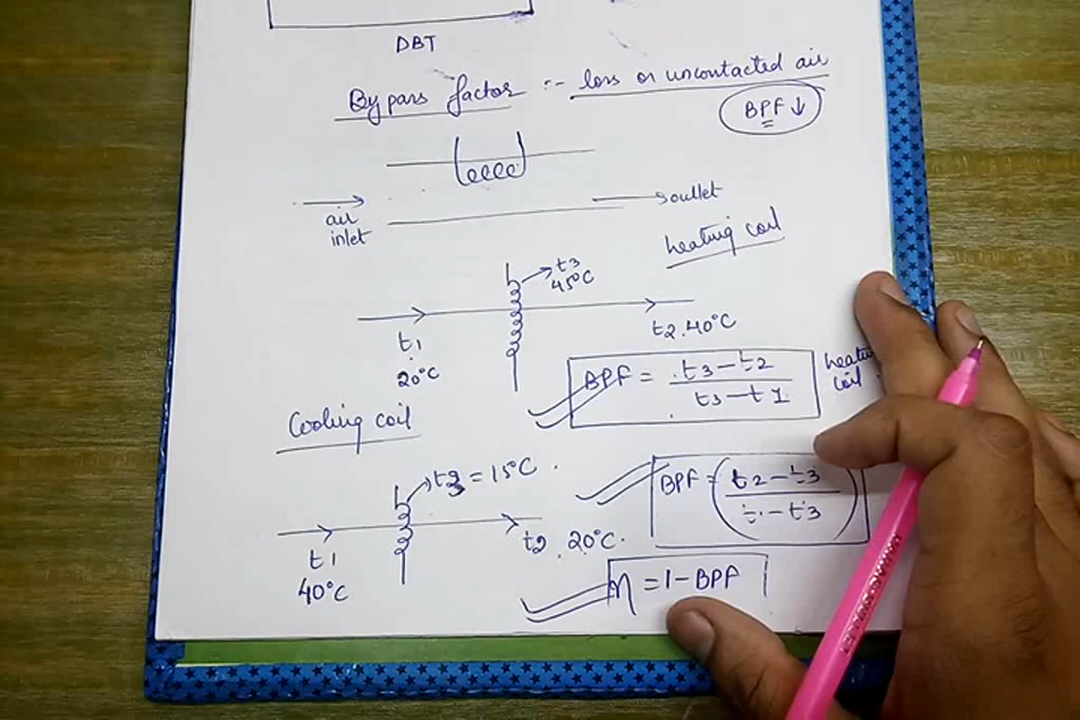 DBT
Bypass factor :- loss or uncontacted air
BPF ↓
air inlet
outlet
heating coil
t3
45°C
t1
20°C
t2 . 40°C
BPF = t3 - t2 / t3 - t1
heating coil
Cooling coil
t3 = 15°C
t1
40°C
t2 . 20°C.
BPF = ( t2 - t3 / t1 - t3 )
η = 1 - BPF